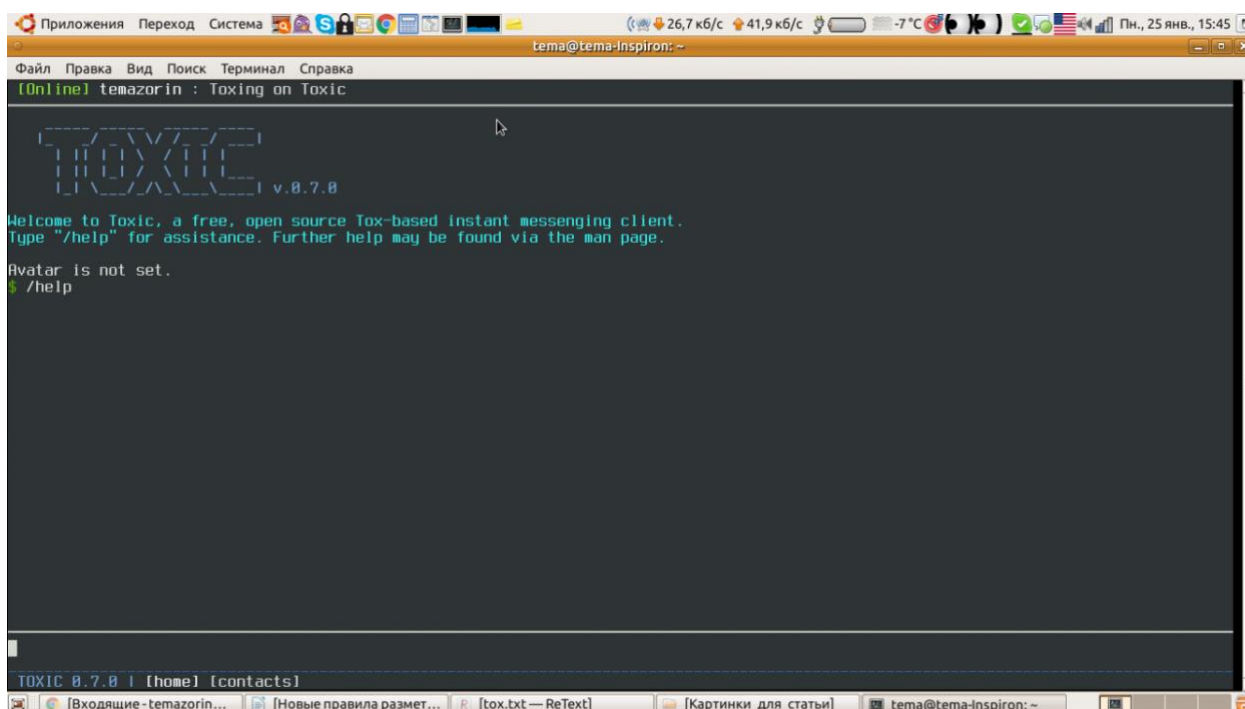 Приложения Переход Система 26,7 кб/с 41,9 кб/с -7 °C Пн., 25 янв., 15:45
tema@tema-Inspiron: ~
Файл Правка Вид Поиск Терминал Справка
[Online] temazorin : Toxing on Toxic
TOXIC
v.0.7.0
Welcome to Toxic, a free, open source Tox-based instant messenging client.
Type "/help" for assistance. Further help may be found via the man page.
Avatar is not set.
$ /help
TOXIC 0.7.0 | [home] [contacts]
[Входящие - temazorin... [Новые правила размет... [tox.txt — ReText] [Картинки для статьи] tema@tema-Inspiron: ~